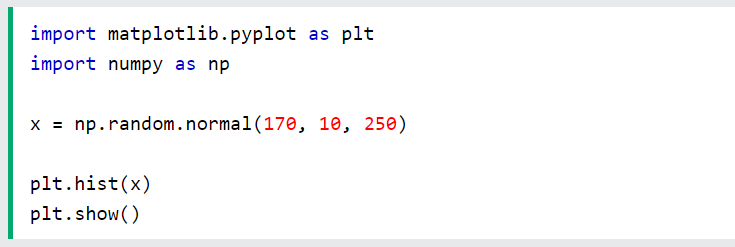 import matplotlib.pyplot as plt
import numpy as np
x = np.random.normal(170, 10, 250)
plt.hist(x)
plt.show()